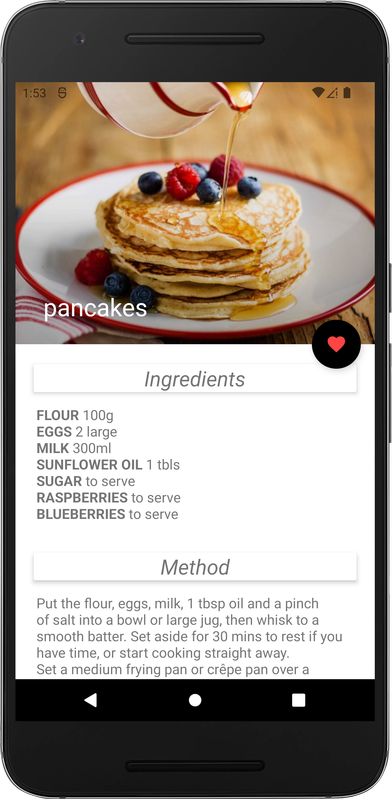 1:53
pancakes
Ingredients
FLOUR 100g
EGGS 2 large
MILK 300ml
SUNFLOWER OIL 1 tbls
SUGAR to serve
RASPBERRIES to serve
BLUEBERRIES to serve
Method
Put the flour, eggs, milk, 1 tbsp oil and a pinch
of salt into a bowl or large jug, then whisk to a
smooth batter. Set aside for 30 mins to rest if you
have time, or start cooking straight away.
Set a medium frying pan or crêpe pan over a